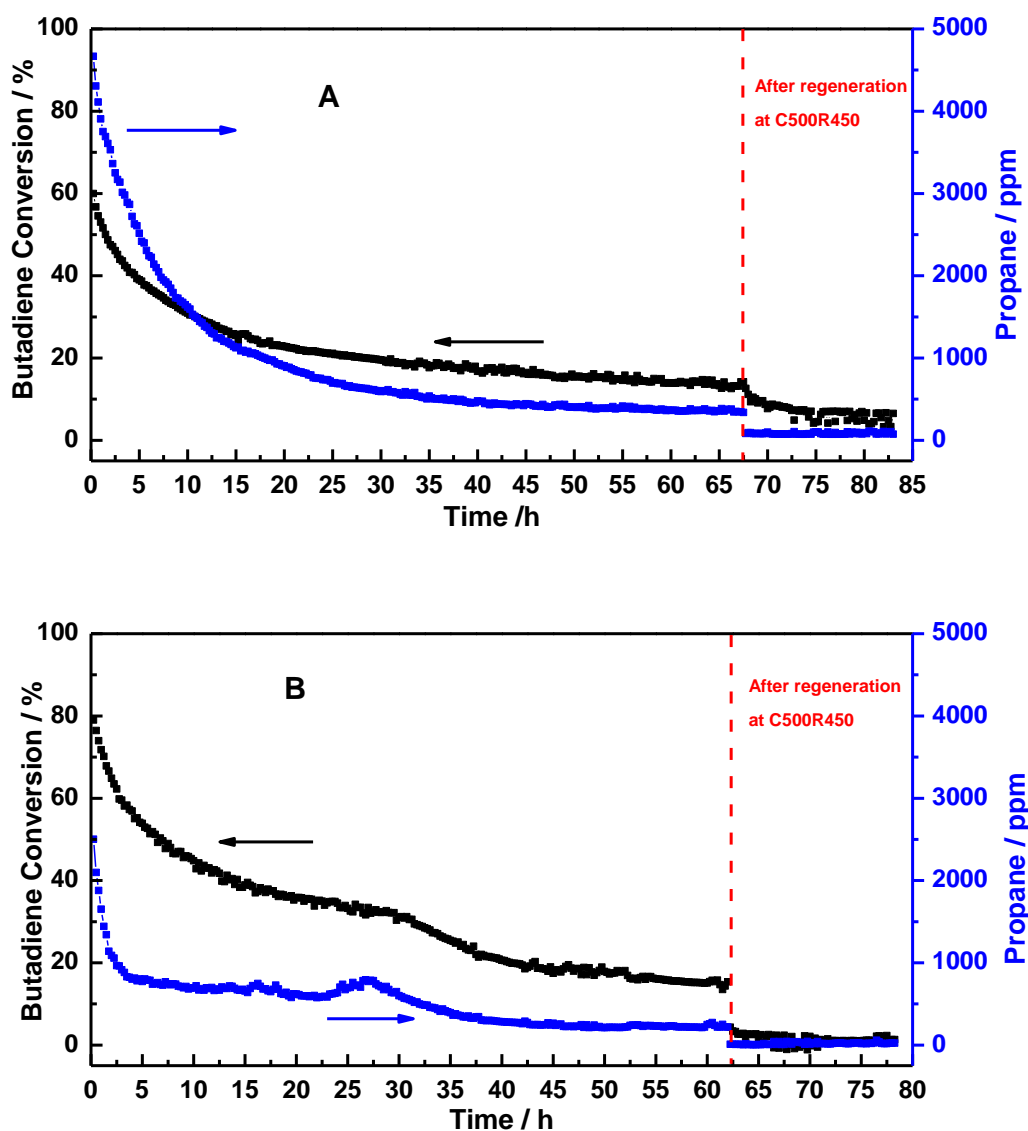 100
80
60
40
20
0
5000
4000
3000
2000
1000
0
Butadiene Conversion / %
Propane / ppm
A
After regeneration
at C500R450
0 5 10 15 20 25 30 35 40 45 50 55 60 65 70 75 80 85
Time /h
100
80
60
40
20
0
5000
4000
3000
2000
1000
0
Butadiene Conversion / %
Propane / ppm
B
After regeneration
at C500R450
0 5 10 15 20 25 30 35 40 45 50 55 60 65 70 75 80
Time / h